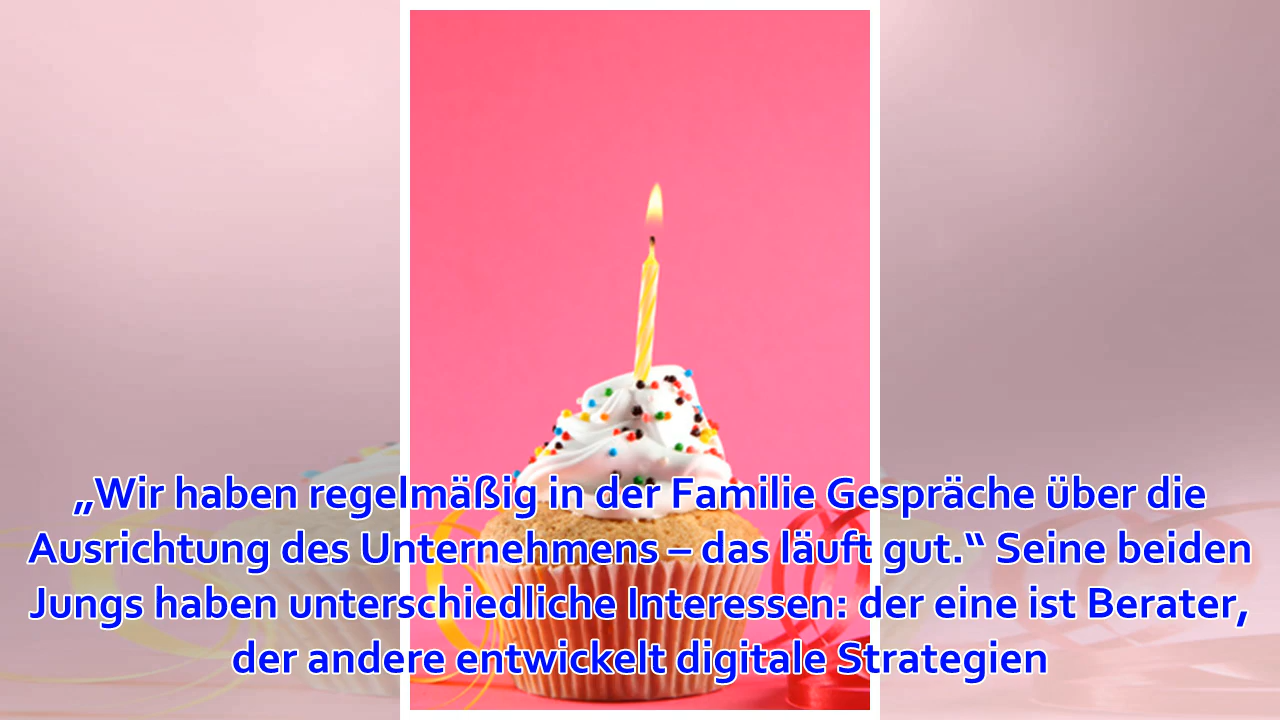 „Wir haben regelmäßig in der Familie Gespräche über die
Ausrichtung des Unternehmens – das läuft gut.“ Seine beiden
Jungs haben unterschiedliche Interessen: der eine ist Berater,
der andere entwickelt digitale Strategien